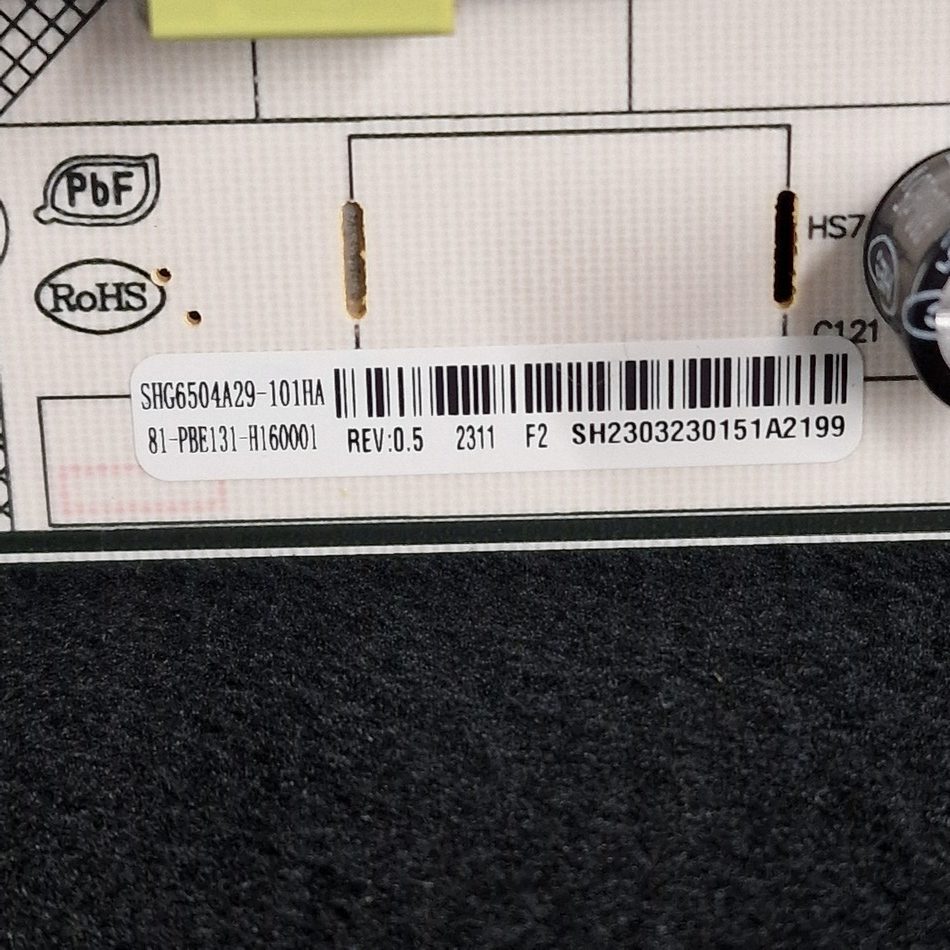 PbF
RoHS
HS7
C121
SHG6504A29-101HA
81-PBE131-H160001 REV:0.5 2311 F2 SH2303230151A2199